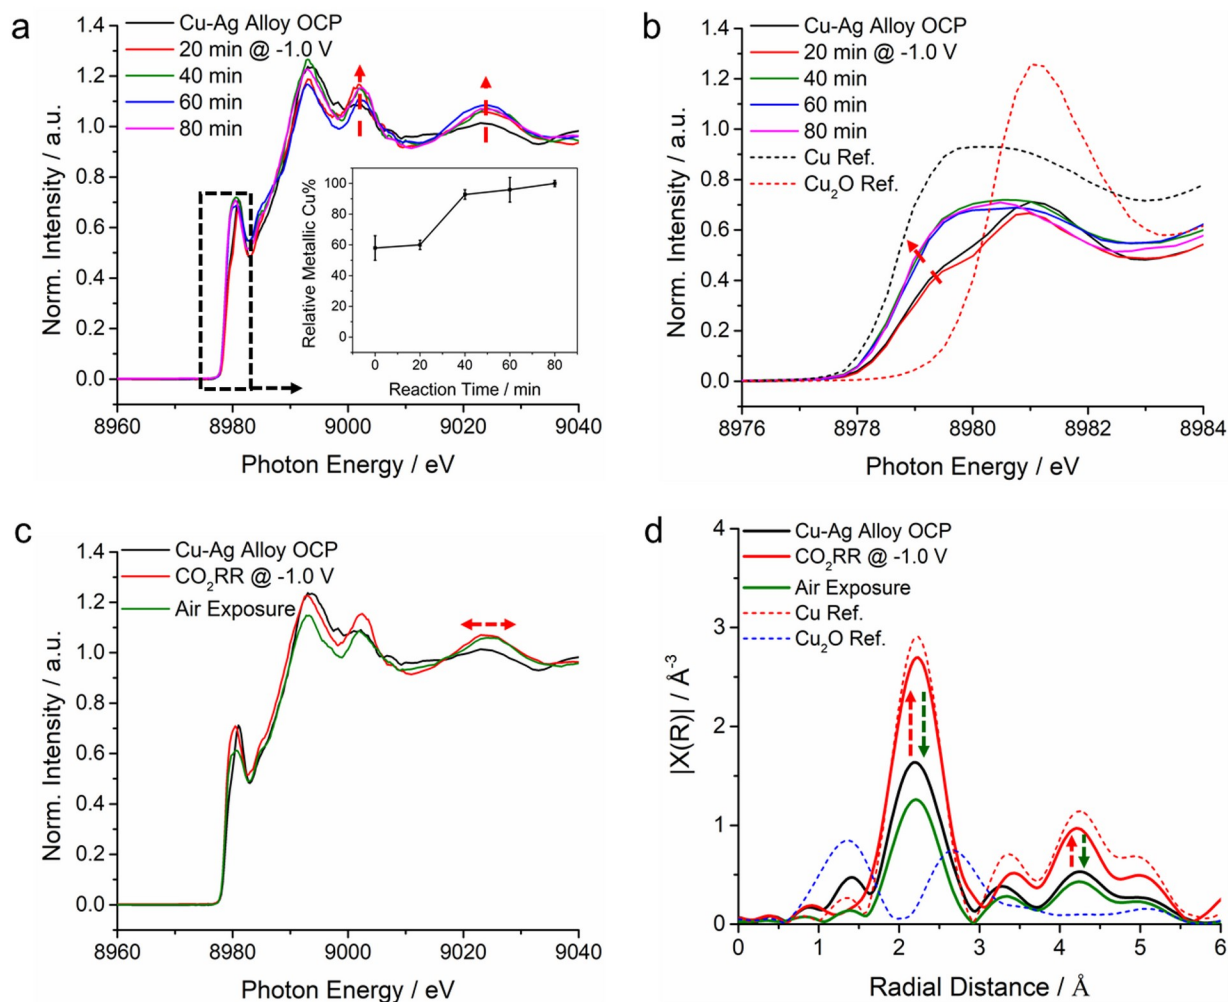 a
Cu-Ag Alloy OCP
20 min @ -1.0 V
40 min
60 min
80 min
Norm. Intensity / a.u.
1.4
1.2
1.0
0.8
0.6
0.4
0.2
0.0
8960 8980 9000 9020 9040
Photon Energy / eV
Relative Metallic Cu%
100
80
60
40
20
0
0 20 40 60 80
Reaction Time / min
b
Cu-Ag Alloy OCP
20 min @ -1.0 V
40 min
60 min
80 min
Cu Ref.
Cu₂O Ref.
Norm. Intensity / a.u.
1.4
1.2
1.0
0.8
0.6
0.4
0.2
0.0
8976 8978 8980 8982 8984
Photon Energy / eV
c
Cu-Ag Alloy OCP
CO₂RR @ -1.0 V
Air Exposure
Norm. Intensity / a.u.
1.4
1.2
1.0
0.8
0.6
0.4
0.2
0.0
8960 8980 9000 9020 9040
Photon Energy / eV
d
Cu-Ag Alloy OCP
CO₂RR @ -1.0 V
Air Exposure
Cu Ref.
Cu₂O Ref.
|X(R)| / Å⁻³
4
3
2
1
0
0 1 2 3 4 5 6
Radial Distance / Å